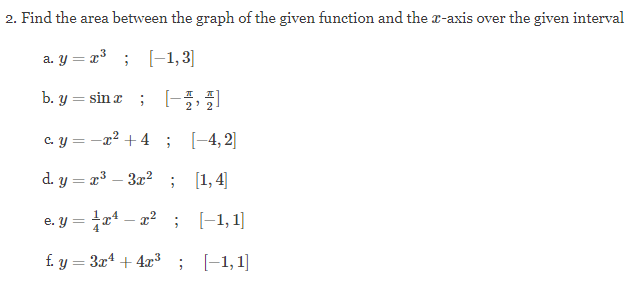 2. Find the area between the graph of the given function and the x-axis over the given interval
a. y = x³ ; [−1, 3]
b. y = sin x ; [−π/2, π/2]
c. y = −x² + 4 ; [−4, 2]
d. y = x³ − 3x² ; [1, 4]
e. y = 1/4 x⁴ − x² ; [−1, 1]
f. y = 3x⁴ + 4x³ ; [−1, 1]